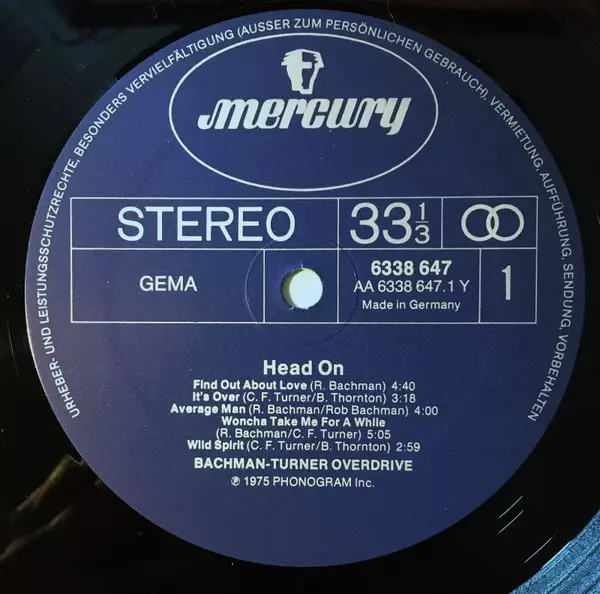 URHEBER- UND LEISTUNGSSCHUTZRECHTE, BESONDERS VERVIELFÄLTIGUNG (AUSSER ZUM PERSÖNLICHEN GEBRAUCH), VERMIETUNG, AUFFÜHRUNG, SENDUNG, VORBEHALTEN
mercury
STEREO 33 1/3
GEMA
6338 647
AA 6338 647.1 Y
Made in Germany
1
Head On
Find Out About Love (R. Bachman) 4:40
It's Over (C. F. Turner/B. Thornton) 3:18
Average Man (R. Bachman/Rob Bachman) 4:00
Woncha Take Me For A While
(R. Bachman/C. F. Turner) 5:05
Wild Spirit (C. F. Turner/B. Thornton) 2:59
BACHMAN-TURNER OVERDRIVE
℗ 1975 PHONOGRAM Inc.